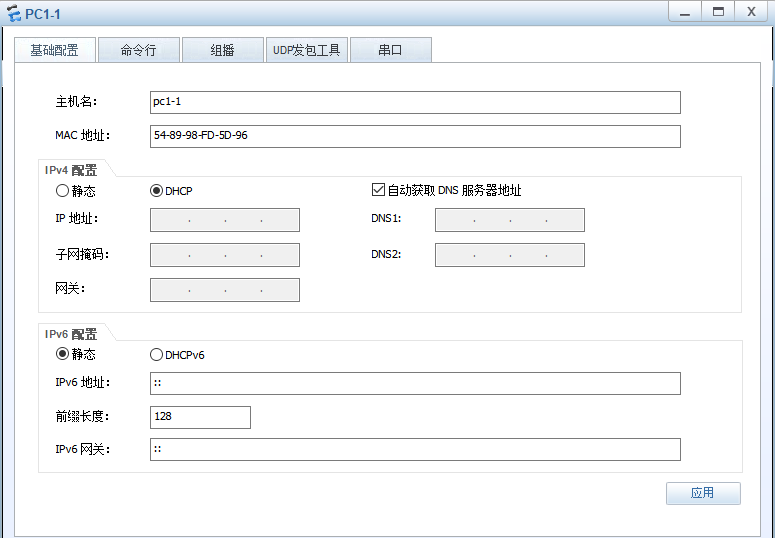 PC1-1
基础配置 命令行 组播 UDP发包工具 串口
主机名: pc1-1
MAC 地址: 54-89-98-FD-5D-96
IPv4 配置
静态 DHCP 自动获取 DNS 服务器地址
IP 地址: . . . DNS1: . . .
子网掩码: . . . DNS2: . . .
网关: . . .
IPv6 配置
静态 DHCPv6
IPv6 地址: ::
前缀长度: 128
IPv6 网关: ::
应用